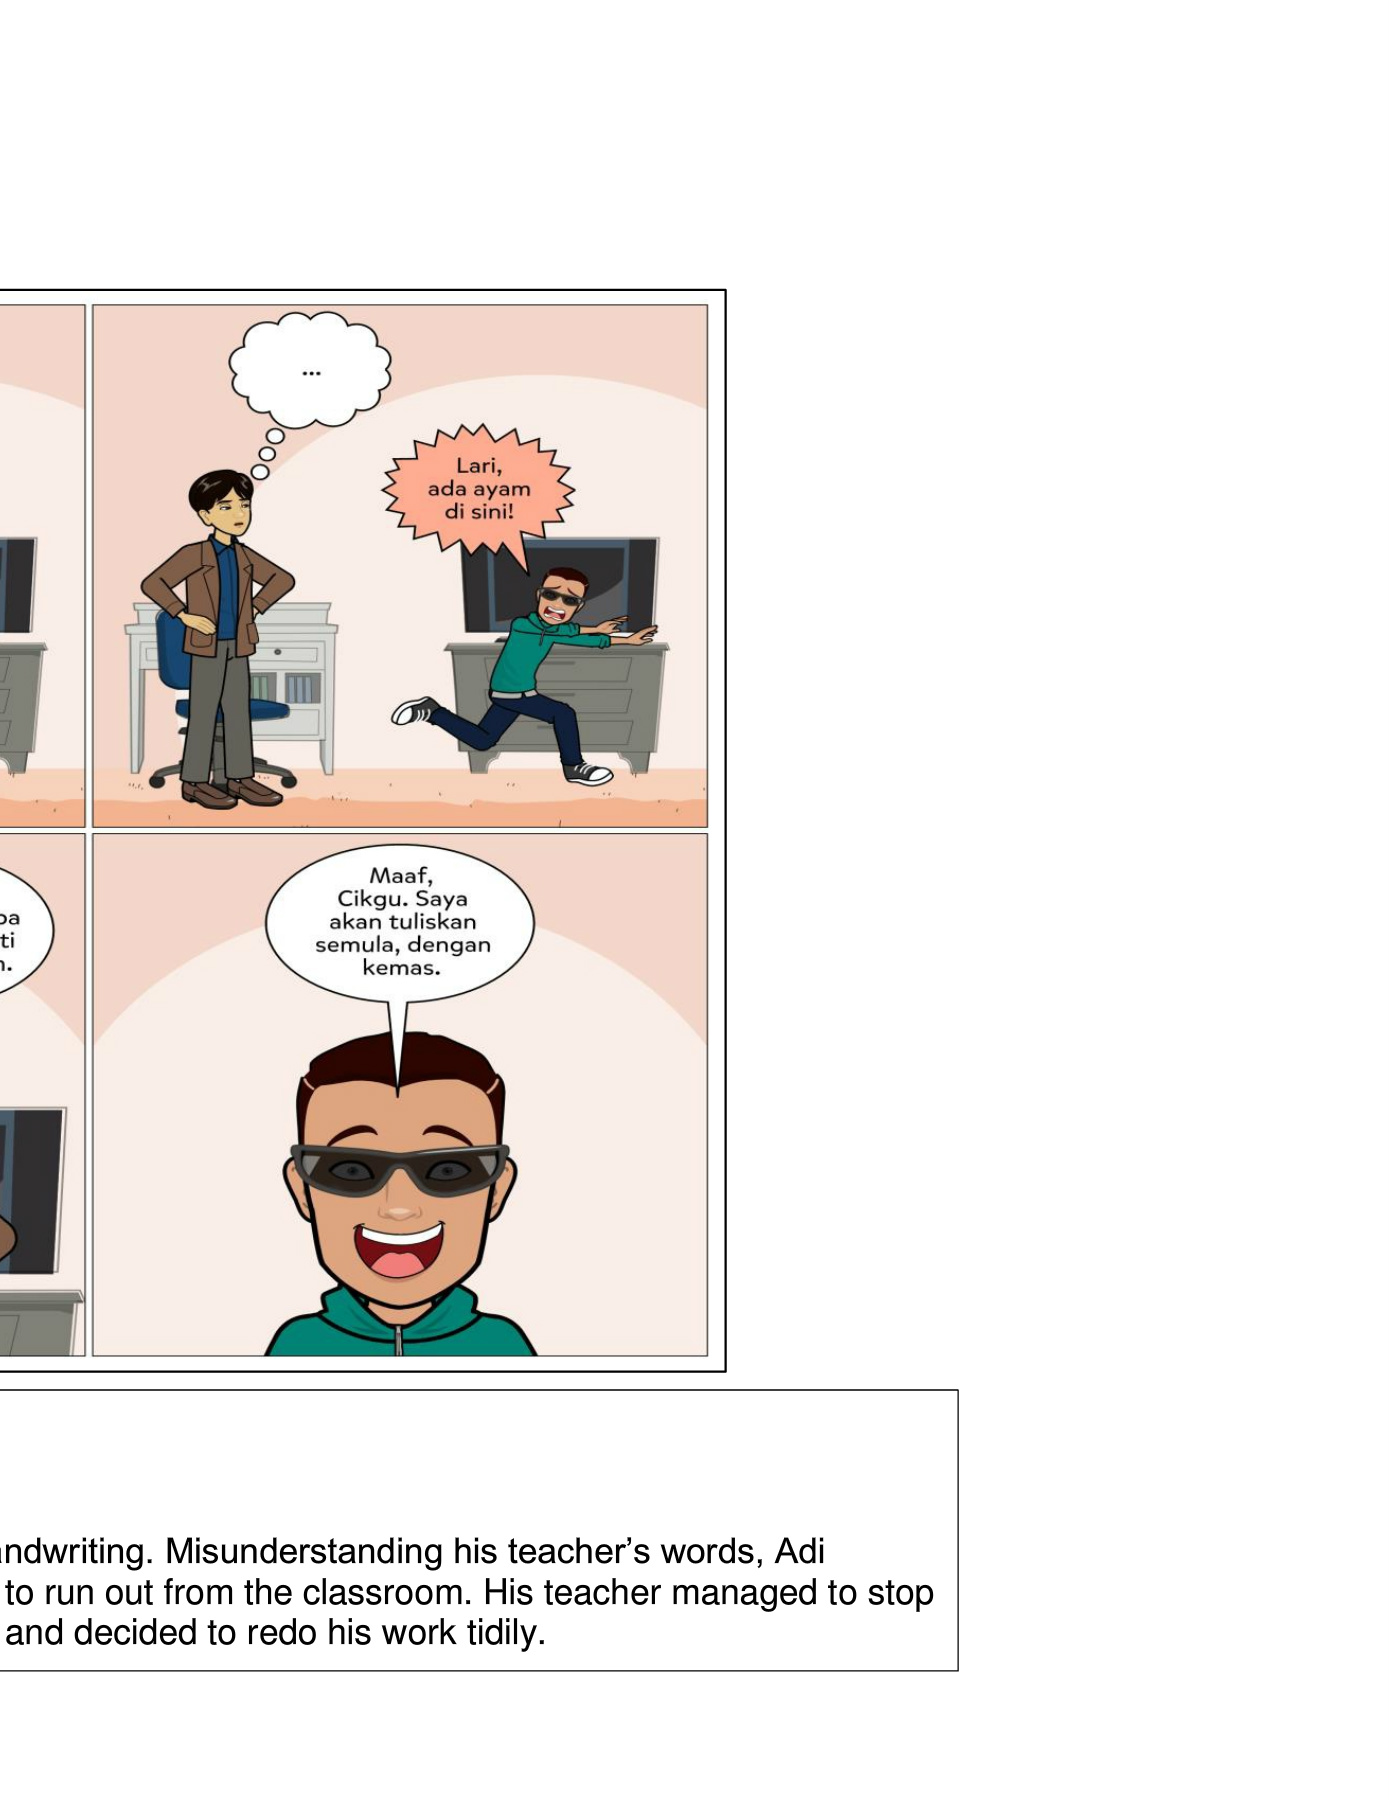 ...
Lari,
ada ayam
di sini!
Maaf,
Cikgu. Saya
akan tuliskan
semula, dengan
kemas.
handwriting. Misunderstanding his teacher’s words, Adi
to run out from the classroom. His teacher managed to stop
and decided to redo his work tidily.